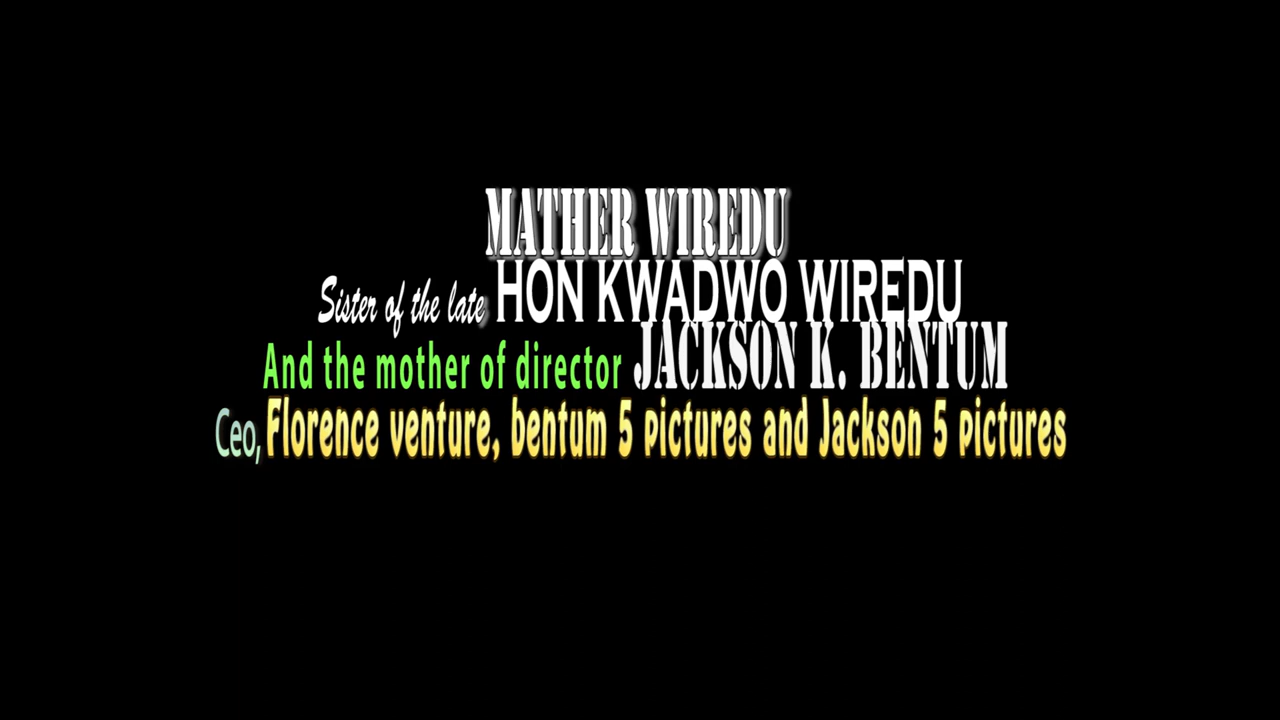 MATHER WIREDU
Sister of the late HON KWADWO WIREDU
And the mother of director JACKSON K. BENTUM
Ceo, Florence venture, bentum 5 pictures and Jackson 5 pictures